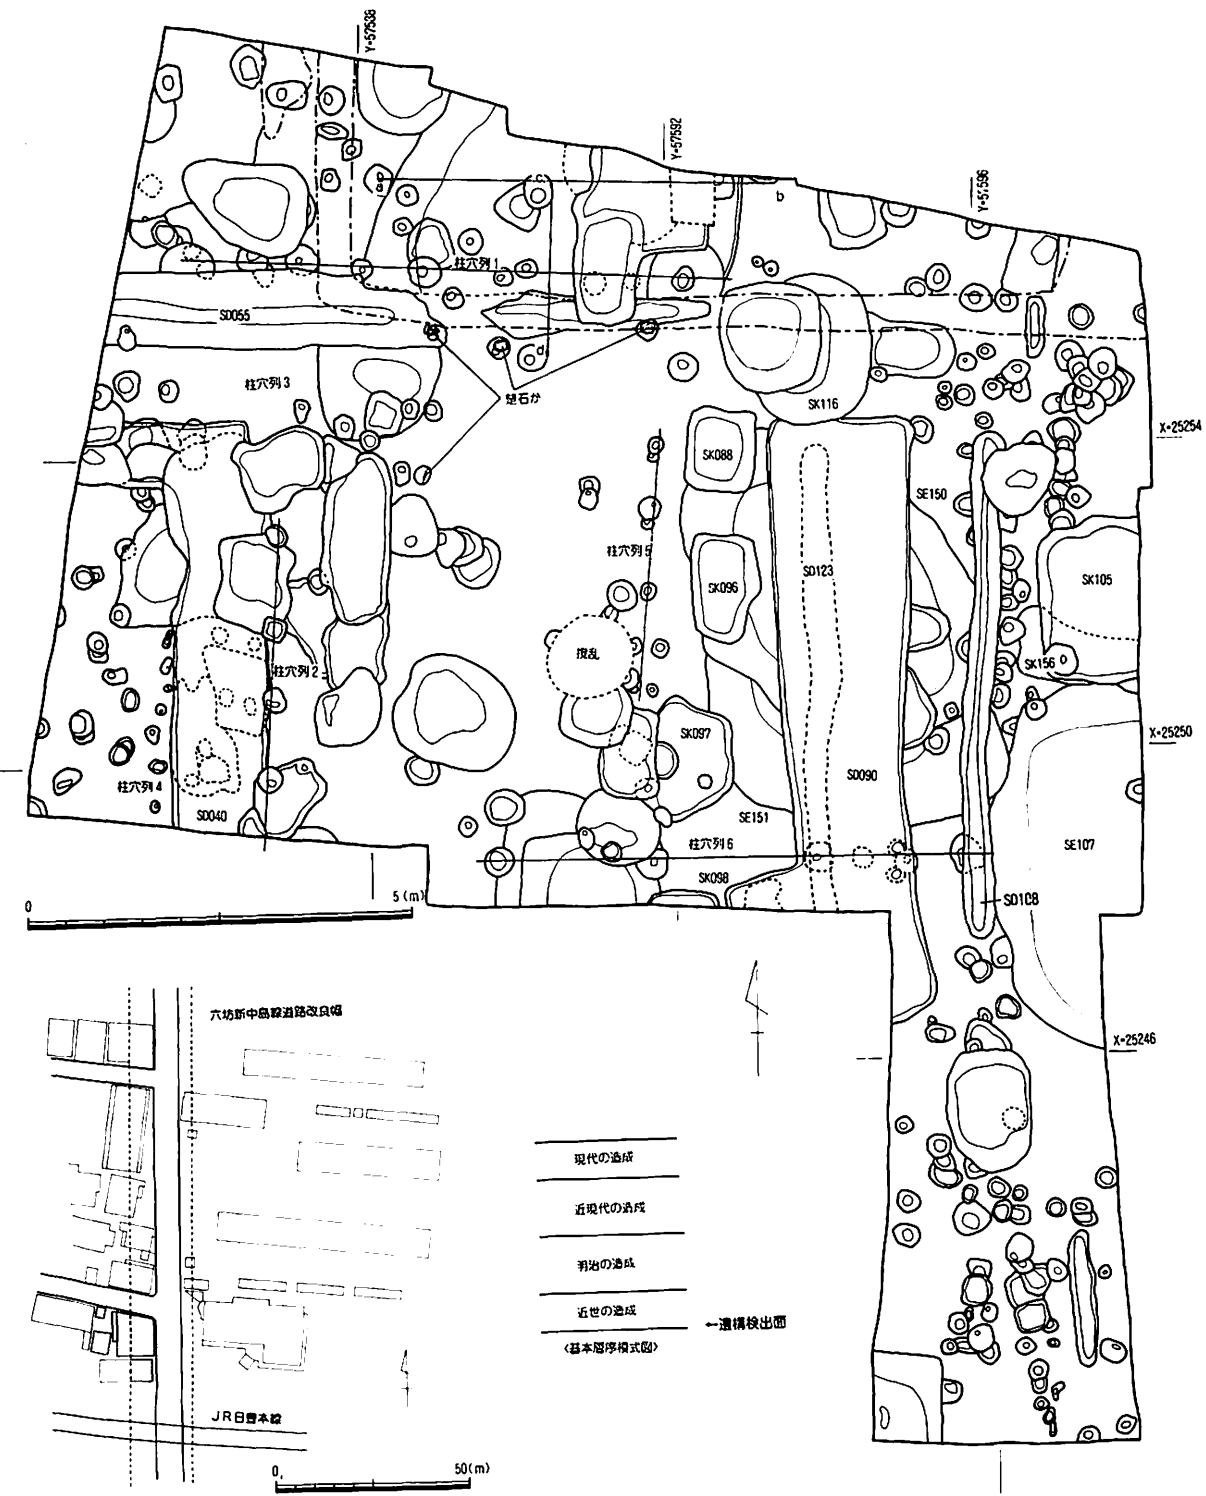 Y=57538
Y=57592
Y=57596
b
c
柱穴列1
SD055
d
柱穴列3
礎石か
SK116
X=25254
SK088
SE150
柱穴列5
SD123
SK096
SK105
撹乱
柱穴列2
SK156
SK097
X=25250
柱穴列4
SD090
SD040
SE151
柱穴列6
SE107
SK098
0 5(m)
SD108
六坊新中島線道路改良幅
X=25246
現代の造成
近現代の造成
明治の造成
近世の造成
←遺構検出面
〈基本層序模式図〉
JR日豊本線
0 50(m)